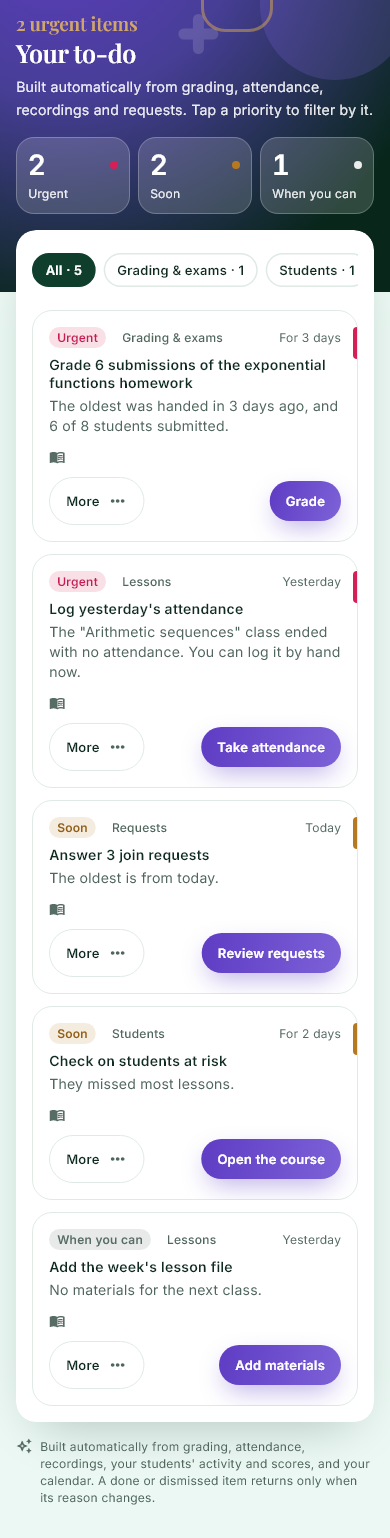 2 urgent items
Your to-do
Built automatically from grading, attendance,
recordings and requests. Tap a priority to filter by it.
2
Urgent
2
Soon
1
When you can
All · 5
Grading & exams · 1
Students · 1
Urgent
Grading & exams
For 3 days
Grade 6 submissions of the exponential
functions homework
The oldest was handed in 3 days ago, and
6 of 8 students submitted.
More
Grade
Urgent
Lessons
Yesterday
Log yesterday's attendance
The "Arithmetic sequences" class ended
with no attendance. You can log it by hand
now.
More
Take attendance
Soon
Requests
Today
Answer 3 join requests
The oldest is from today.
More
Review requests
Soon
Students
For 2 days
Check on students at risk
They missed most lessons.
More
Open the course
When you can
Lessons
Yesterday
Add the week's lesson file
No materials for the next class.
More
Add materials
Built automatically from grading, attendance,
recordings, your students' activity and scores, and your
calendar. A done or dismissed item returns only when
its reason changes.